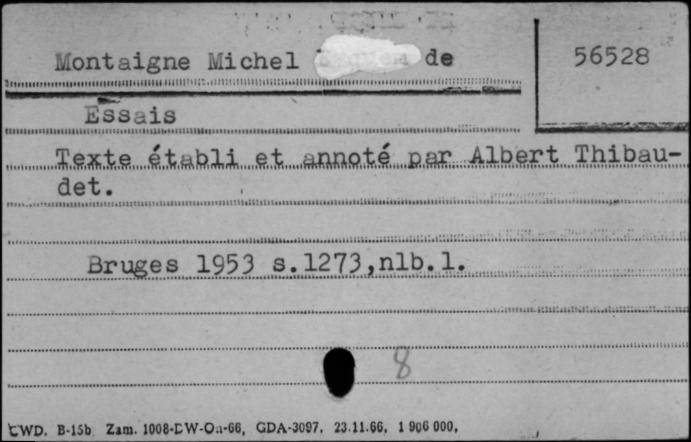 Montaigne Michel de
56528
Essais
Texte établi et annoté par Albert Thibau-
det.
Bruges 1953 s.1273,nlb.1.
8
CWD. B-15b Zam. 1008-DW-On-66, GDA-3097. 23.11.66. 1 906 000,